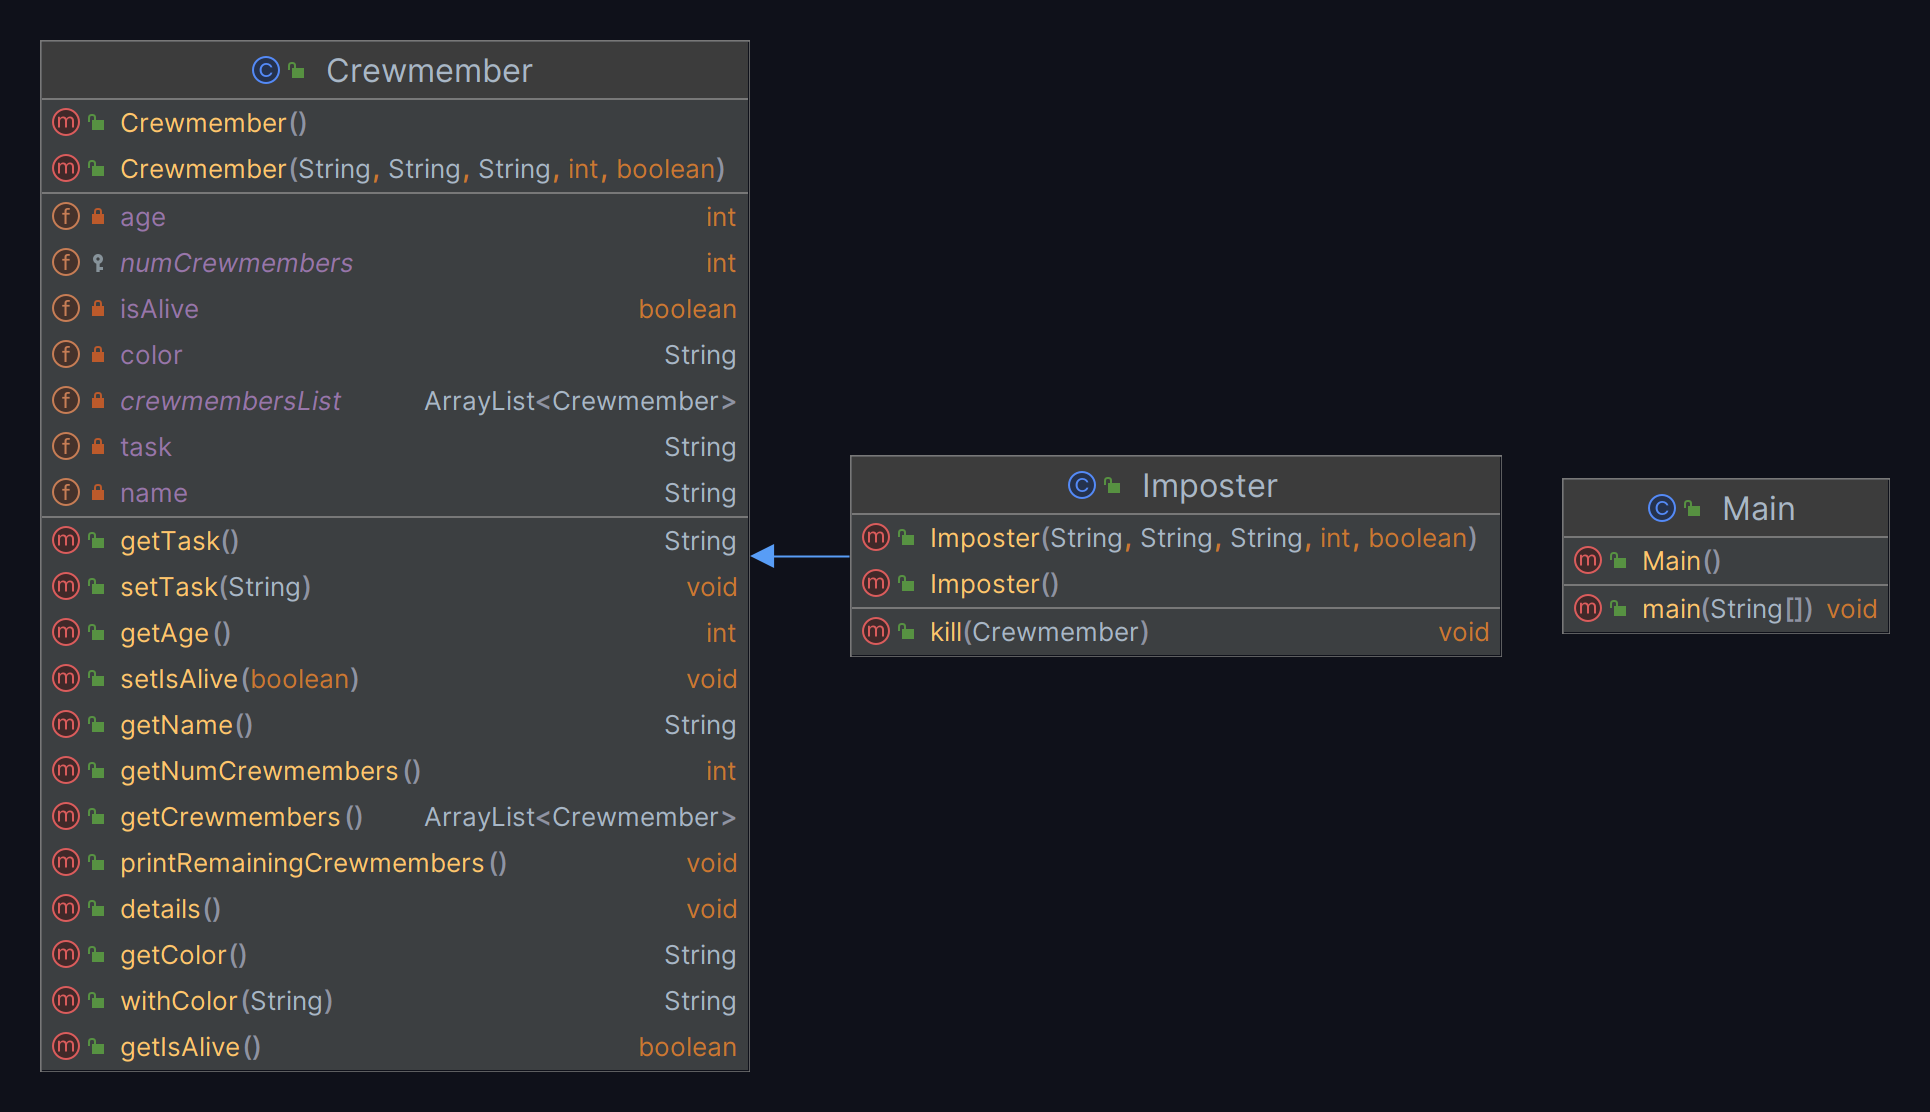 Crewmember
Crewmember()
Crewmember(String, String, String, int, boolean)
age int
numCrewmembers int
isAlive boolean
color String
crewmembersList ArrayList<Crewmember>
task String
name String
getTask() String
setTask(String) void
getAge() int
setIsAlive(boolean) void
getName() String
getNumCrewmembers() int
getCrewmembers() ArrayList<Crewmember>
printRemainingCrewmembers() void
details() void
getColor() String
withColor(String) String
getIsAlive() boolean
Imposter
Imposter(String, String, String, int, boolean)
Imposter()
kill(Crewmember) void
Main
Main()
main(String[]) void